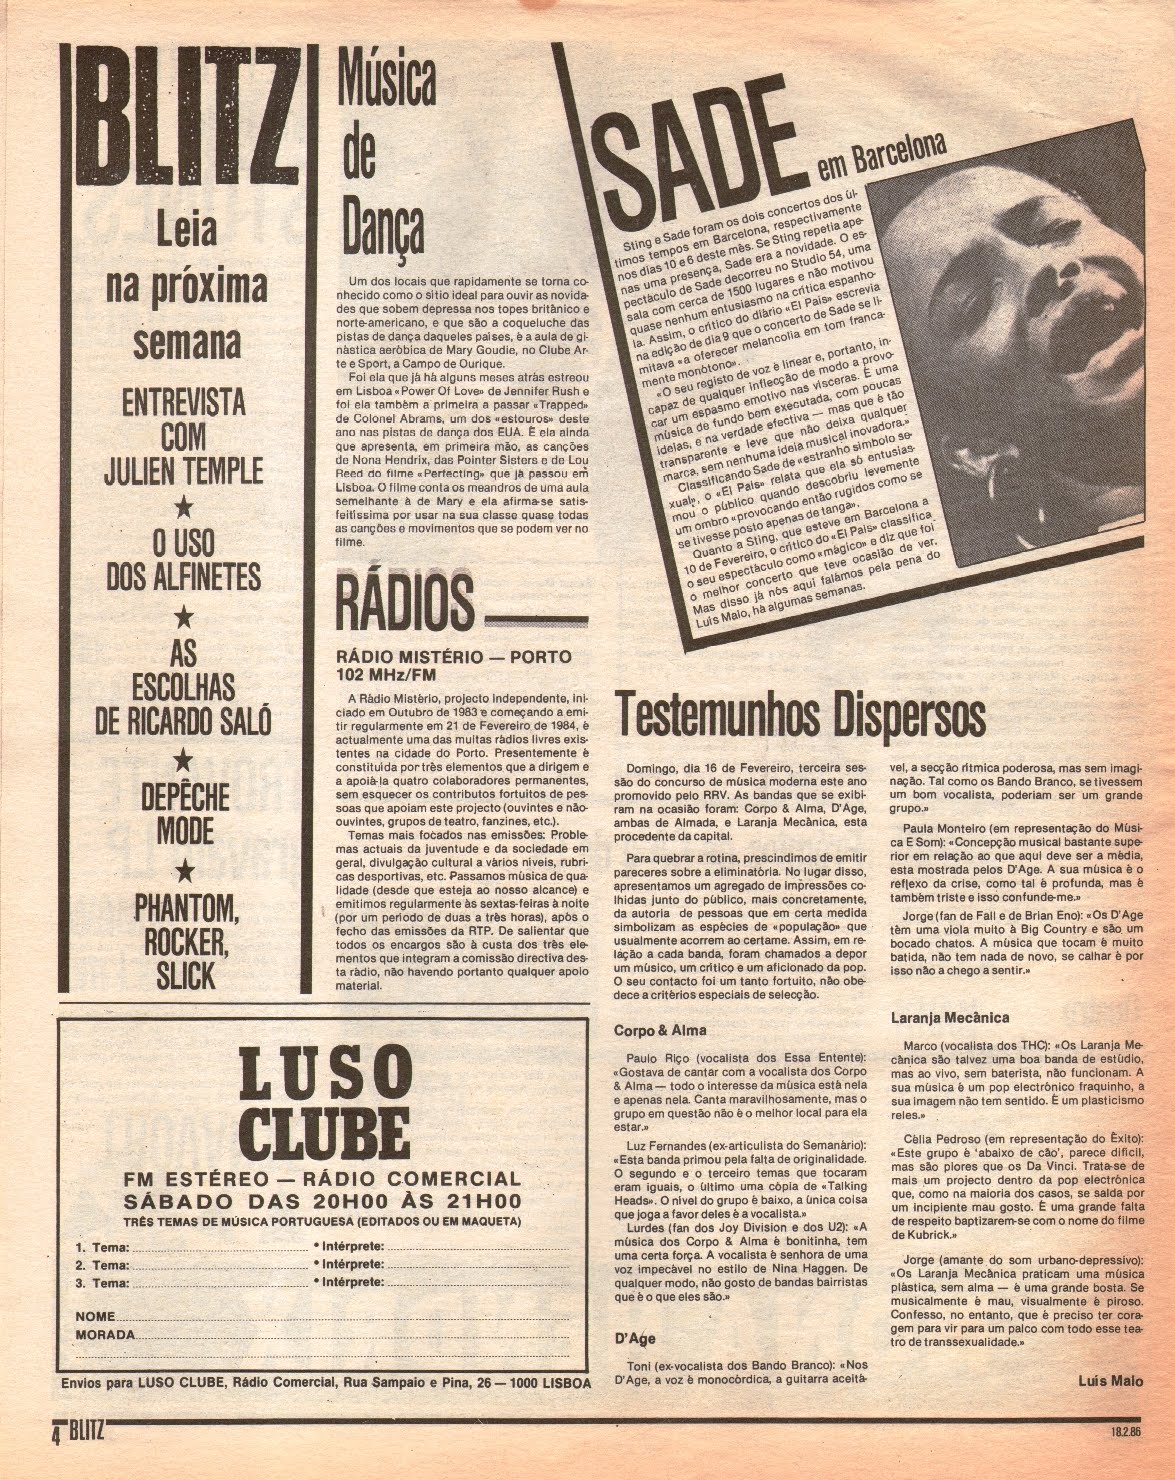 BLITZ
Leia
na próxima
semana
ENTREVISTA
COM
JULIEN TEMPLE
★
O USO
DOS ALFINETES
★
AS
ESCOLHAS
DE RICARDO SALÓ
★
DEPÊCHE
MODE
★
PHANTOM,
ROCKER,
SLICK
Música
de
Dança
Um dos locais que rapidamente se torna co-
nhecido como o sítio ideal para ouvir as novida-
des que sobem depressa nos topes britânico e
norte-americano, e que são a coqueluche das
pistas de dança daqueles países, é a aula de gi-
nástica aeróbica de Mary Goudie, no Clube Ar-
te e Sport, a Campo de Ourique.
Foi ela que já há alguns meses atrás estreou
em Lisboa «Power Of Love» de Jennifer Rush e
foi ela também a primeira a passar «Trapped»
de Colonel Abrams, um dos «estouros» deste
ano nas pistas de dança dos EUA. É ela ainda
que apresenta, em primeira mão, as canções
de Nona Hendrix, das Pointer Sisters e de Lou
Reed do filme «Perfecting» que já passou em
Lisboa. O filme conta os meandros de uma aula
semelhante à de Mary e ela afirma-se satis-
feitíssima por usar na sua classe quase todas
as canções e movimentos que se podem ver no
filme.
RÁDIOS
RÁDIO MISTÉRIO — PORTO
102 MHz/FM
A Rádio Mistério, projecto independente, ini-
ciado em Outubro de 1983 e começando a emi-
tir regularmente em 21 de Fevereiro de 1984, é
actualmente uma das muitas rádios livres exis-
tentes na cidade do Porto. Presentemente é
constituída por três elementos que a dirigem e
a apoiá-la quatro colaboradores permanentes,
sem esquecer os contributos fortuitos de pes-
soas que apoiam este projecto (ouvintes e não-
ouvintes, grupos de teatro, fanzines, etc.).
Temas mais focados nas emissões: Proble-
mas actuais da juventude e da sociedade em
geral, divulgação cultural a vários níveis, rubri-
cas desportivas, etc. Passamos música de qua-
lidade (desde que esteja ao nosso alcance) e
emitimos regularmente às sextas-feiras à noite
(por um período de duas a três horas), após o
fecho das emissões da RTP. De salientar que
todos os encargos são à custa dos três ele-
mentos que integram a comissão directiva des-
ta rádio, não havendo portanto qualquer apoio
material.
SADE em Barcelona
Sting e Sade foram os dois concertos dos úl-
timos tempos em Barcelona, respectivamente
nos dias 10 e 6 deste mês. Se Sting repetia ape-
nas uma presença, Sade era a novidade. O es-
pectáculo de Sade decorreu no Studio 54, uma
sala com cerca de 1500 lugares e não motivou
quase nenhum entusiasmo na crítica espanho-
la. Assim, o crítico do diário «El País» escrevia
na edição de dia 9 que o concerto de Sade se li-
mitava «a oferecer melancolia em tom franca-
mente monótono».
«O seu registo de voz é linear e, portanto, in-
capaz de qualquer inflecção de modo a provo-
car um espasmo emotivo nas vísceras. É uma
música de fundo bem executada, com poucas
ideias, e na verdade efectiva — mas que é tão
transparente e leve que não deixa qualquer
marca, sem nenhuma ideia musical inovadora.»
Classificando Sade de «estranho símbolo se-
xual», o «El País» relata que ela só entusias-
mou o público quando descobriu levemente
um ombro «provocando então rugidos como se
se tivesse posto apenas de tanga».
Quanto a Sting, que esteve em Barcelona a
10 de Fevereiro, o crítico do «El País» classifica
o seu espectáculo como «mágico» e diz que foi
o melhor concerto que teve ocasião de ver.
Mas disso já nós aqui falámos pela pena do
Luís Maio, há algumas semanas.
Testemunhos Dispersos
Domingo, dia 16 de Fevereiro, terceira ses-
são do concurso de música moderna este ano
promovido pelo RRV. As bandas que se exibi-
ram na ocasião foram: Corpo & Alma, D'Age,
ambas de Almada, e Laranja Mecânica, esta
procedente da capital.
Para quebrar a rotina, prescindimos de emitir
pareceres sobre a eliminatória. No lugar disso,
apresentamos um agregado de impressões co-
lhidas junto do público, mais concretamente,
da autoria de pessoas que em certa medida
simbolizam as espécies de «população» que
usualmente acorrem ao certame. Assim, em re-
lação a cada banda, foram chamados a depor
um músico, um crítico e um aficionado da pop.
O seu contacto foi um tanto fortuito, não obe-
dece a critérios especiais de selecção.
Corpo & Alma
Paulo Riço (vocalista dos Essa Entente):
«Gostava de cantar com a vocalista dos Corpo
& Alma — todo o interesse da música está nela
e apenas nela. Canta maravilhosamente, mas o
grupo em questão não é o melhor local para ela
estar.»
Luz Fernandes (ex-articulista do Semanário):
«Esta banda primou pela falta de originalidade.
O segundo e o terceiro temas que tocaram
eram iguais, o último uma cópia de «Talking
Heads». O nível do grupo é baixo, a única coisa
que joga a favor deles é a vocalista.»
Lurdes (fan dos Joy Division e dos U2): «A
música dos Corpo & Alma é bonitinha, tem
uma certa força. A vocalista é senhora de uma
voz impecável no estilo de Nina Haggen. De
qualquer modo, não gosto de bandas bairristas
que é o que eles são.»
D'Age
Toni (ex-vocalista dos Bando Branco): «Nos
D'Age, a voz é monocórdica, a guitarra aceitá-
vel, a secção rítmica poderosa, mas sem imagi-
nação. Tal como os Bando Branco, se tivessem
um bom vocalista, poderiam ser um grande
grupo.»
Paula Monteiro (em representação do Músi-
ca E Som): «Concepção musical bastante supe-
rior em relação ao que aqui deve ser a média,
esta mostrada pelos D'Age. A sua música é o
reflexo da crise, como tal é profunda, mas é
também triste e isso confunde-me.»
Jorge (fan de Fall e de Brian Eno): «Os D'Age
têm uma viola muito à Big Country e são um
bocado chatos. A música que tocam é muito
batida, não tem nada de novo, se calhar é por
isso não a chego a sentir.»
Laranja Mecânica
Marco (vocalista dos THC): «Os Laranja Me-
cânica são talvez uma boa banda de estúdio,
mas ao vivo, sem baterista, não funcionam. A
sua música é um pop electrónico fraquinho, a
sua imagem não tem sentido. É um plasticismo
reles.»
Célia Pedroso (em representação do Êxito):
«Este grupo é 'abaixo de cão', parece difícil,
mas são piores que os Da Vinci. Trata-se de
mais um projecto dentro da pop electrónica
que, como na maioria dos casos, se salda por
um incipiente mau gosto. É uma grande falta
de respeito baptizarem-se com o nome do filme
de Kubrick.»
Jorge (amante do som urbano-depressivo):
«Os Laranja Mecânica praticam uma música
plástica, sem alma — é uma grande bosta. Se
musicalmente é mau, visualmente é piroso.
Confesso, no entanto, que é preciso ter cora-
gem para vir para um palco com todo esse tea-
tro de transsexualidade.»
Luís Maio
LUSO
CLUBE
FM ESTÉREO — RÁDIO COMERCIAL
SÁBADO DAS 20H00 ÀS 21H00
TRÊS TEMAS DE MÚSICA PORTUGUESA (EDITADOS OU EM MAQUETA)
1. Tema: • Intérprete:
2. Tema: • Intérprete:
3. Tema: • Intérprete:
NOME
MORADA
Envios para LUSO CLUBE, Rádio Comercial, Rua Sampaio e Pina, 26 — 1000 LISBOA
4 BLITZ
18.2.86